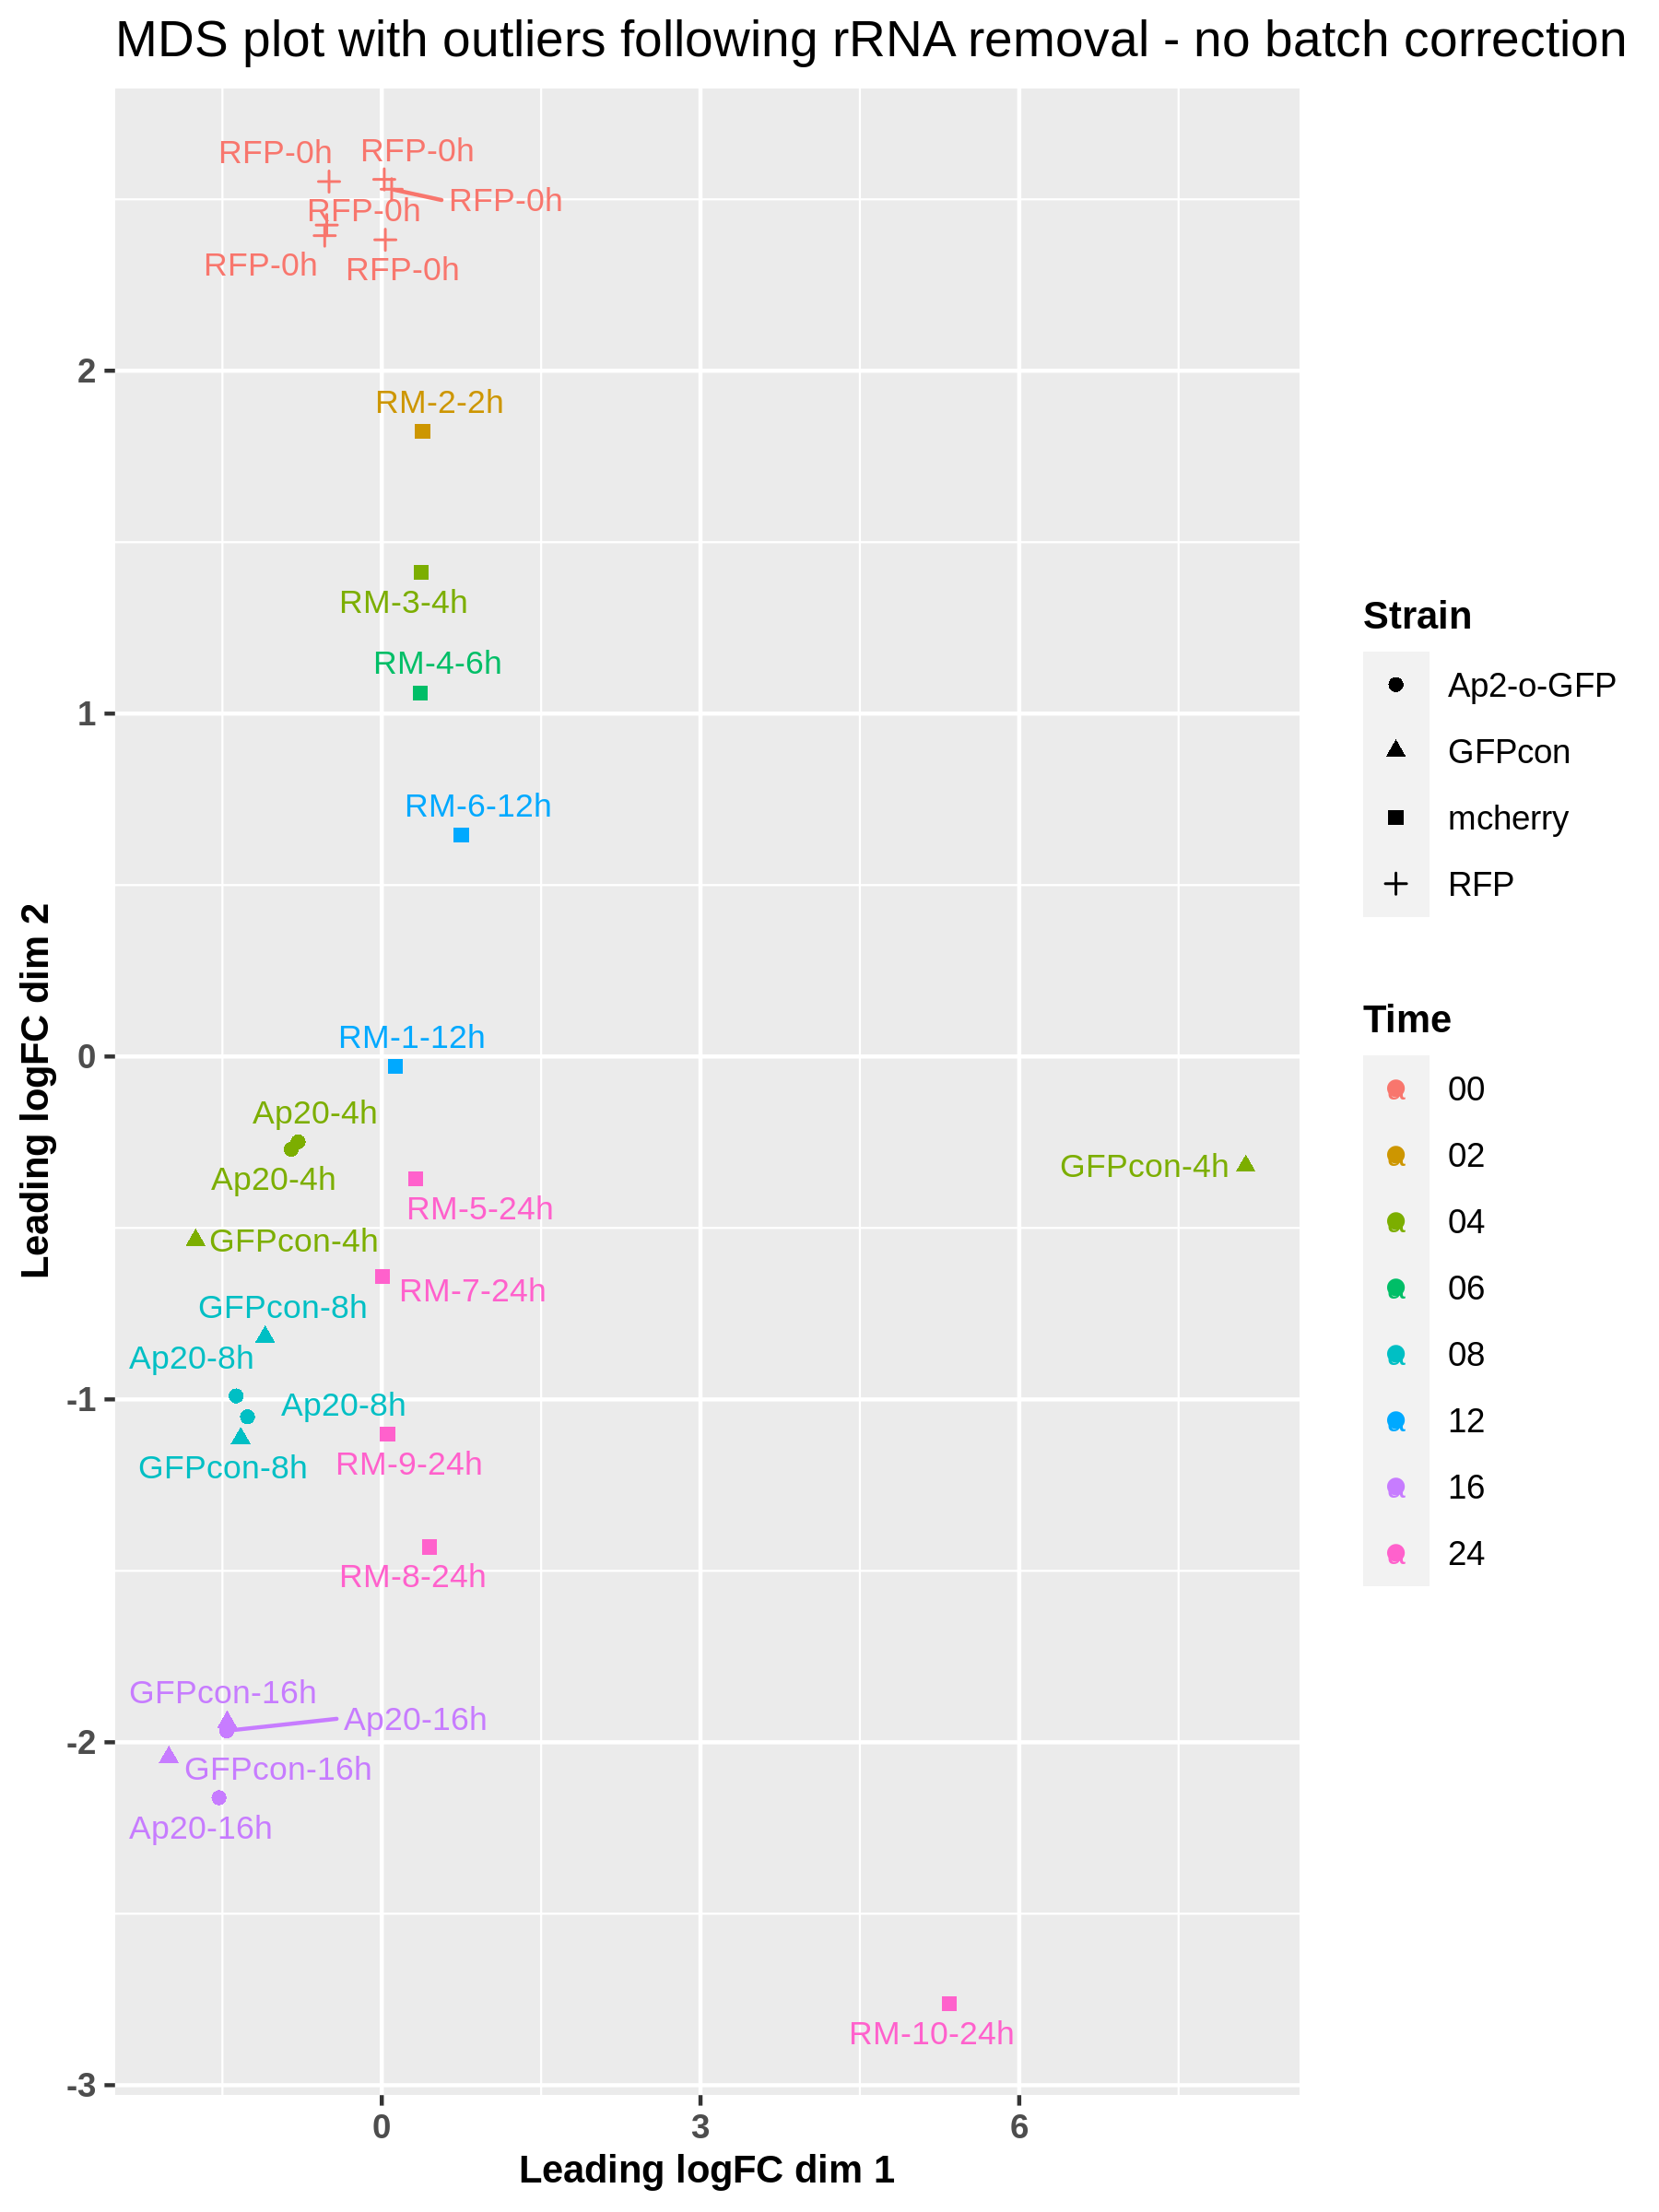 MDS plot with outliers following rRNA removal - no batch correction
RFP-0h
RFP-0h
RFP-0h
RFP-0h
RFP-0h
RFP-0h
2
RM-2-2h
RM-3-4h
RM-4-6h
1
RM-6-12h
RM-1-12h
0
Ap20-4h
GFPcon-4h
Ap20-4h
RM-5-24h
GFPcon-4h
RM-7-24h
GFPcon-8h
Ap20-8h
-1
Ap20-8h
RM-9-24h
GFPcon-8h
RM-8-24h
GFPcon-16h
Ap20-16h
-2
GFPcon-16h
Ap20-16h
RM-10-24h
-3
0
3
6
Leading logFC dim 1
Leading logFC dim 2
Strain
Ap2-o-GFP
GFPcon
mcherry
RFP
Time
a 00
a 02
a 04
a 06
a 08
a 12
a 16
a 24